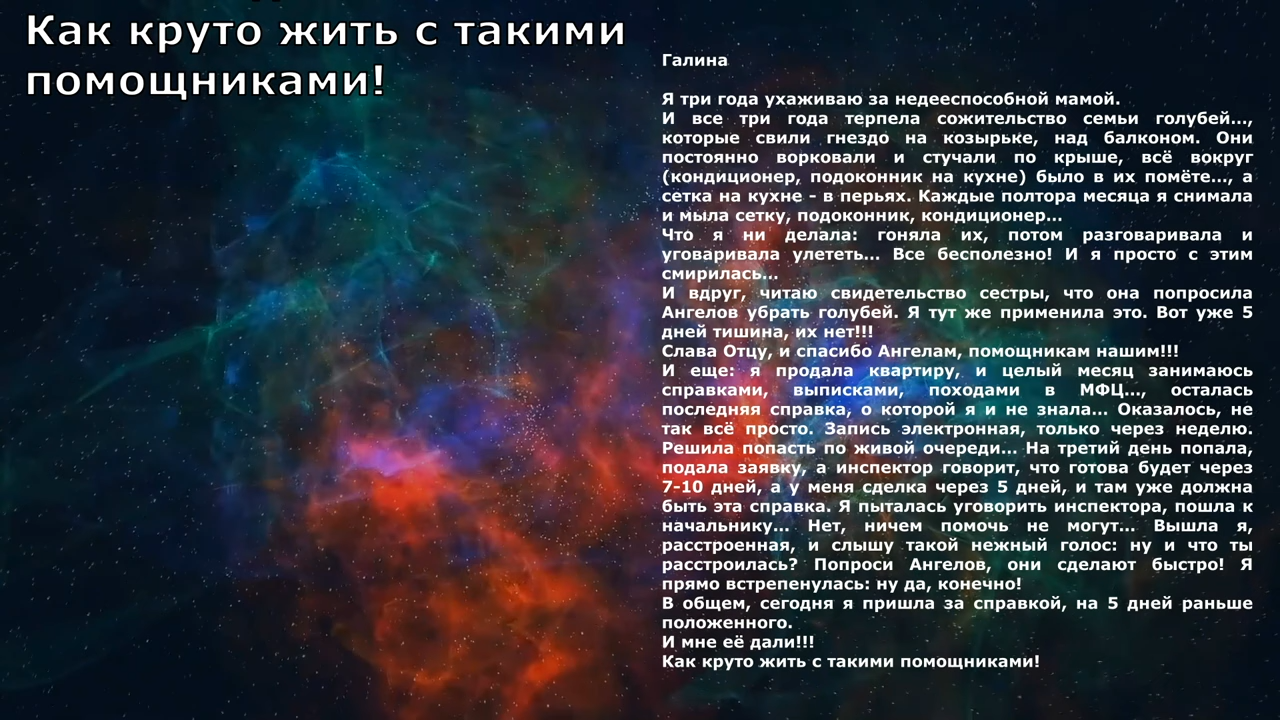 Как круто жить с такими
помощниками!
Галина
Я три года ухаживаю за недееспособной мамой.
И все три года терпела сожительство семьи голубей...,
которые свили гнездо на козырьке, над балконом. Они
постоянно ворковали и стучали по крыше, всё вокруг
(кондиционер, подоконник на кухне) было в их помёте..., а
сетка на кухне - в перьях. Каждые полтора месяца я снимала
и мыла сетку, подоконник, кондиционер...
Что я ни делала: гоняла их, потом разговаривала и
уговаривала улететь... Все бесполезно! И я просто с этим
смирилась...
И вдруг, читаю свидетельство сестры, что она попросила
Ангелов убрать голубей. Я тут же применила это. Вот уже 5
дней тишина, их нет!!!
Слава Отцу, и спасибо Ангелам, помощникам нашим!!!
И еще: я продала квартиру, и целый месяц занимаюсь
справками, выписками, походами в МФЦ..., осталась
последняя справка, о которой я и не знала... Оказалось, не
так всё просто. Запись электронная, только через неделю.
Решила попасть по живой очереди... На третий день попала,
подала заявку, а инспектор говорит, что готова будет через
7-10 дней, а у меня сделка через 5 дней, и там уже должна
быть эта справка. Я пыталась уговорить инспектора, пошла к
начальнику... Нет, ничем помочь не могут... Вышла я,
расстроенная, и слышу такой нежный голос: ну и что ты
расстроилась? Попроси Ангелов, они сделают быстро! Я
прямо встрепенулась: ну да, конечно!
В общем, сегодня я пришла за справкой, на 5 дней раньше
положенного.
И мне её дали!!!
Как круто жить с такими помощниками!